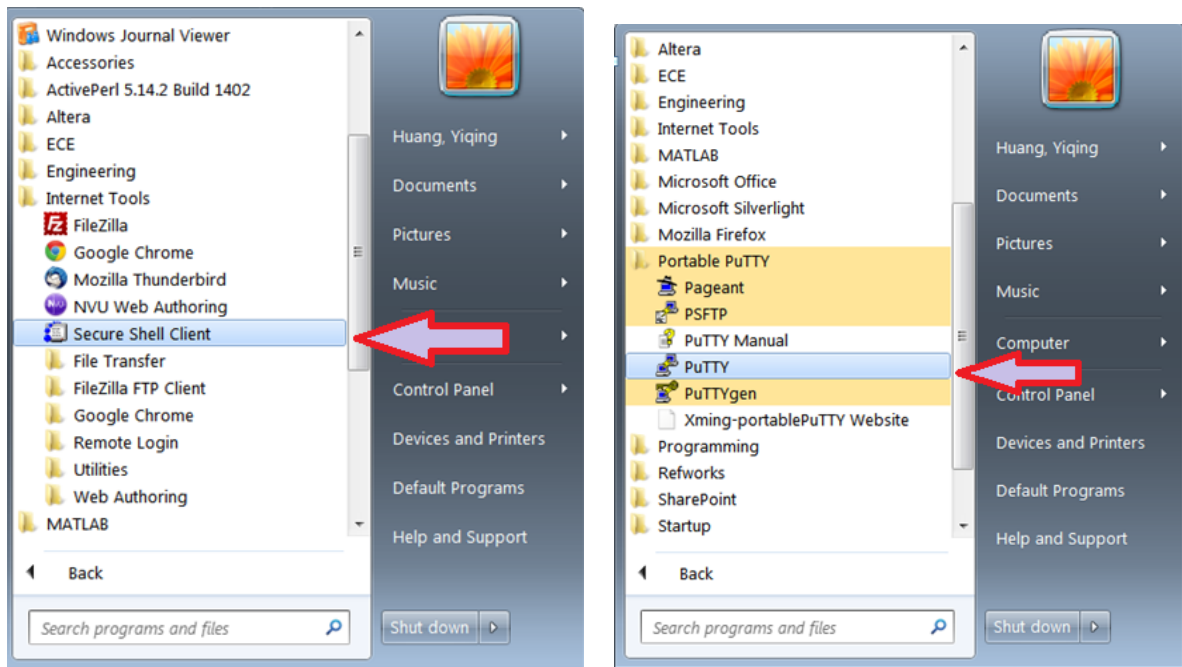 Windows Journal Viewer
Accessories
ActivePerl 5.14.2 Build 1402
Altera
ECE
Engineering
Internet Tools
FileZilla
Google Chrome
Mozilla Thunderbird
NVU Web Authoring
Secure Shell Client
File Transfer
FileZilla FTP Client
Google Chrome
Remote Login
Utilities
Web Authoring
MATLAB
Back
Search programs and files
Huang, Yiqing
Documents
Pictures
Music
Control Panel
Devices and Printers
Default Programs
Help and Support
Shut down
Altera
ECE
Engineering
Internet Tools
MATLAB
Microsoft Office
Microsoft Silverlight
Mozilla Firefox
Portable PuTTY
Pageant
PSFTP
PuTTY Manual
PuTTY
PuTTYgen
Xming-portablePuTTY Website
Programming
Refworks
SharePoint
Startup
Back
Search programs and files
Huang, Yiqing
Documents
Pictures
Music
Computer
Control Panel
Devices and Printers
Default Programs
Help and Support
Shut down